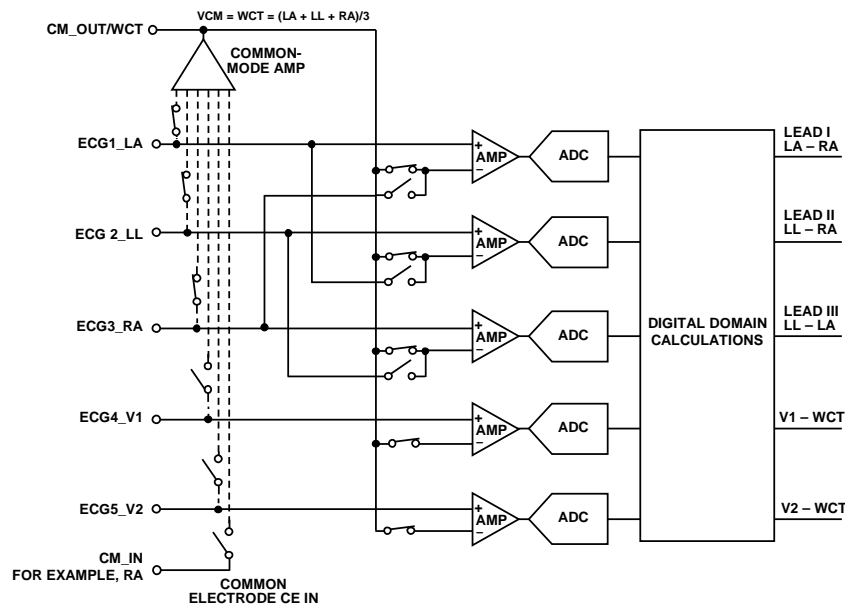 VCM = WCT = (LA + LL + RA)/3
CM_OUT/WCT
COMMON-
MODE AMP
ECG1_LA
+
AMP
–
ADC
LEAD I
LA – RA
ECG 2_LL
+
AMP
–
ADC
LEAD II
LL – RA
ECG3_RA
+
AMP
–
ADC
DIGITAL DOMAIN
CALCULATIONS
LEAD III
LL – LA
ECG4_V1
+
AMP
–
ADC
V1 – WCT
ECG5_V2
+
AMP
–
ADC
V2 – WCT
CM_IN
FOR EXAMPLE, RA
COMMON
ELECTRODE CE IN